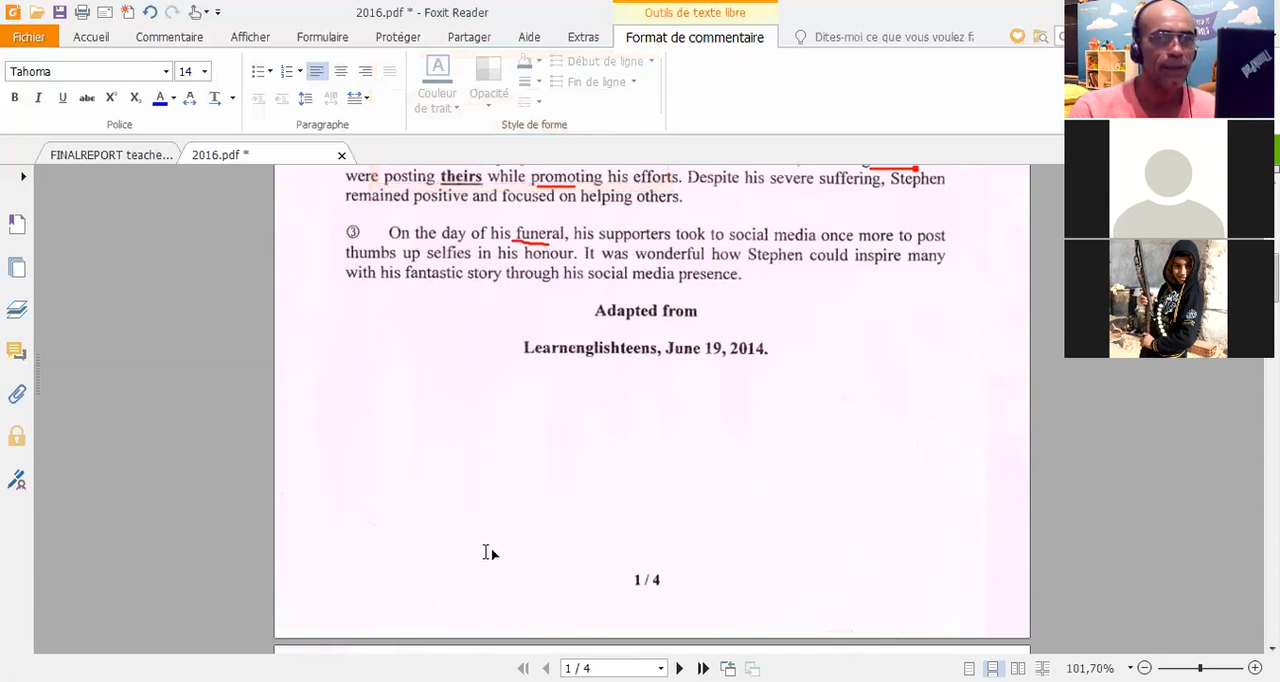 2016.pdf * - Foxit Reader
Outils de texte libre
Fichier Accueil Commentaire Afficher Formulaire Protéger Partager Aide Extras Format de commentaire Dites-moi ce que vous voulez f
Tahoma 14
Début de ligne
Fin de ligne
Couleur de trait
Opacité
Police Paragraphe Style de forme
FINALREPORT teache... 2016.pdf *
were posting theirs while promoting his efforts. Despite his severe suffering, Stephen
remained positive and focused on helping others.
③ On the day of his funeral, his supporters took to social media once more to post
thumbs up selfies in his honour. It was wonderful how Stephen could inspire many
with his fantastic story through his social media presence.
Adapted from
Learnenglishteens, June 19, 2014.
1 / 4
1 / 4 101,70%
ThinkPad